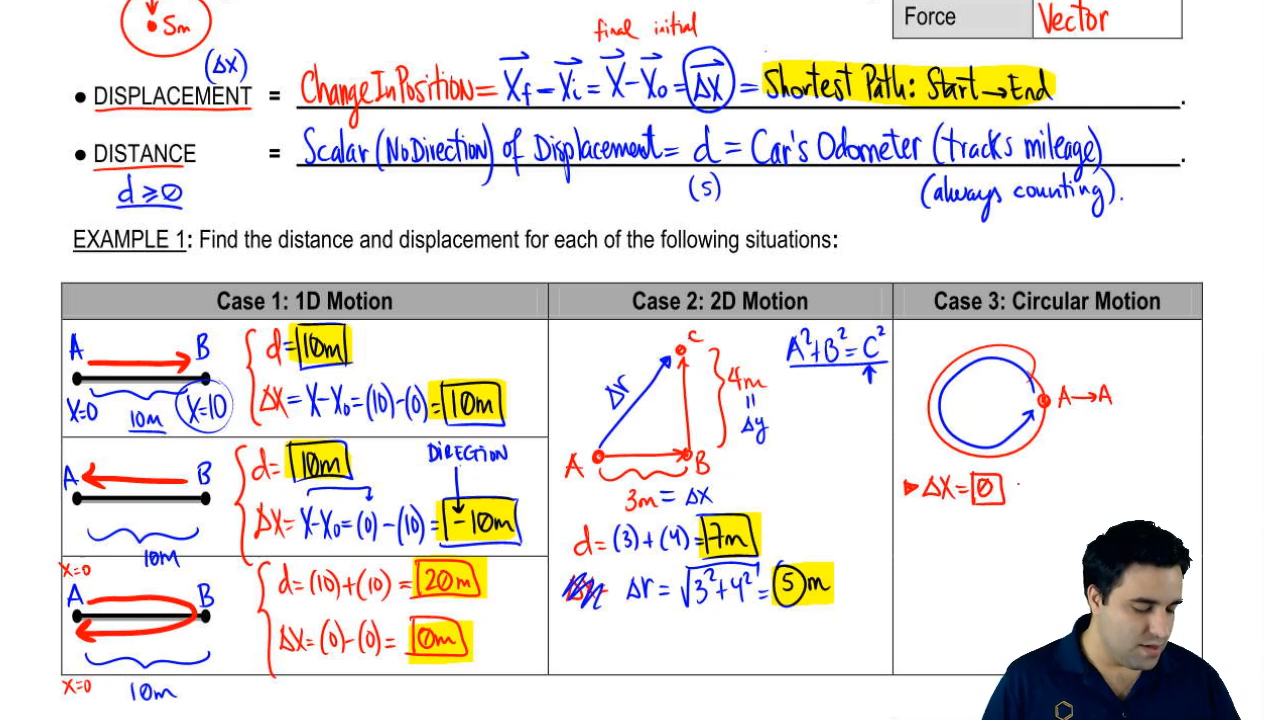 5m
Force Vector
final initial
(Δx)
• DISPLACEMENT = Change In Position = X⃗f - X⃗i = X⃗ - X⃗o = Δx⃗ = Shortest Path: Start → End .
• DISTANCE = Scalar (No Direction) of Displacement = d = Car's Odometer (tracks mileage) .
d ≥ 0 (s) (always counting).
EXAMPLE 1: Find the distance and displacement for each of the following situations:
Case 1: 1D Motion
A B
X=0 10m X=10
d = 10m
Δx = X - X₀ = (10) - (0) = 10m
A B
10m
d = 10m DIRECTION
Δx = X - X₀ = (0) - (10) = -10m
X=0
A B
X=0 10m
d = (10) + (10) = 20m
Δx = (0) - (0) = 0m
Case 2: 2D Motion
A² + B² = C²
C
Δr 4m
=
Δy
A B
3m = Δx
d = (3) + (4) = 7m
Δr = √3² + 4² = 5m
Case 3: Circular Motion
A → A
Δx = 0